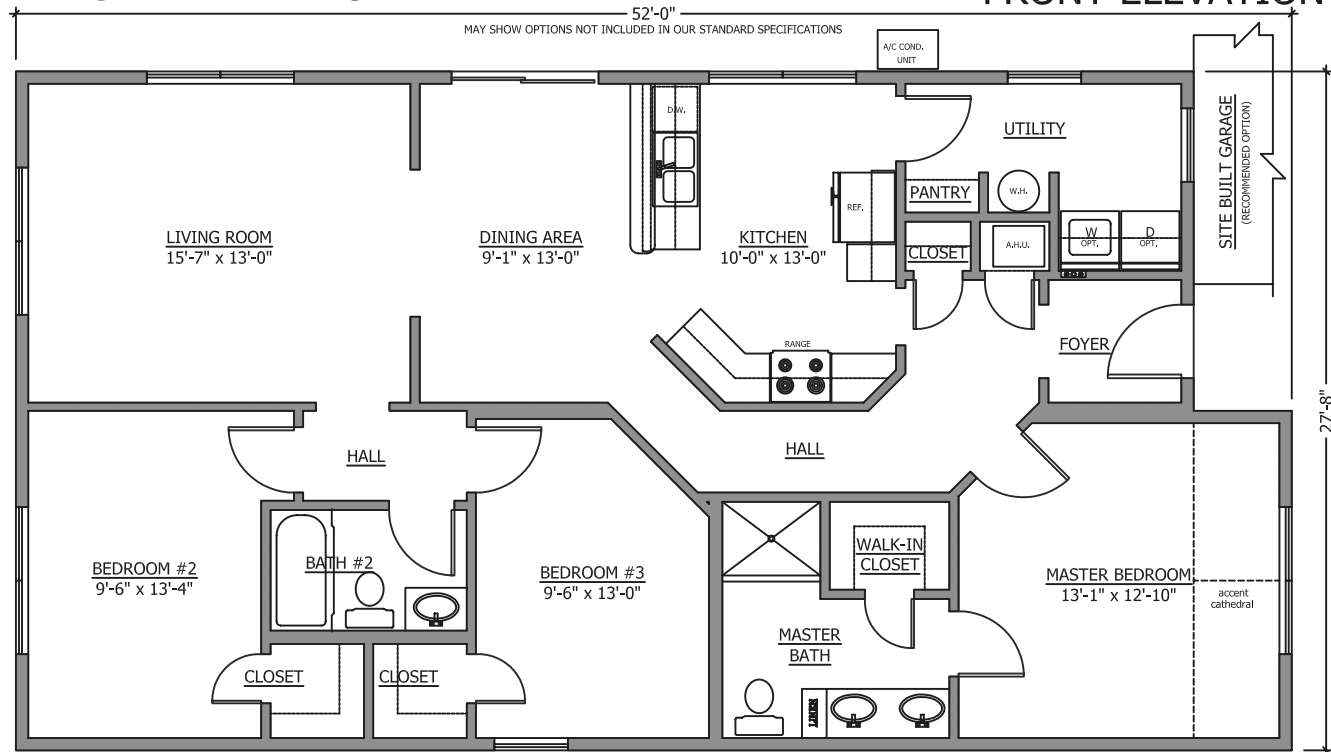 FRONT ELEVATION
52'-0"
MAY SHOW OPTIONS NOT INCLUDED IN OUR STANDARD SPECIFICATIONS
A/C COND.
UNIT
D.W.
UTILITY
SITE BUILT GARAGE
(RECOMMENDED OPTION)
PANTRY
W.H.
REF.
LIVING ROOM
15'-7" x 13'-0"
DINING AREA
9'-1" x 13'-0"
KITCHEN
10'-0" x 13'-0"
CLOSET
A.H.U.
W
OPT.
D
OPT.
RANGE
FOYER
27'-8"
HALL
HALL
BEDROOM #2
9'-6" x 13'-4"
BATH #2
BEDROOM #3
9'-6" x 13'-0"
WALK-IN
CLOSET
MASTER BEDROOM
13'-1" x 12'-10"
accent
cathedral
MASTER
BATH
CLOSET
CLOSET
LINEN